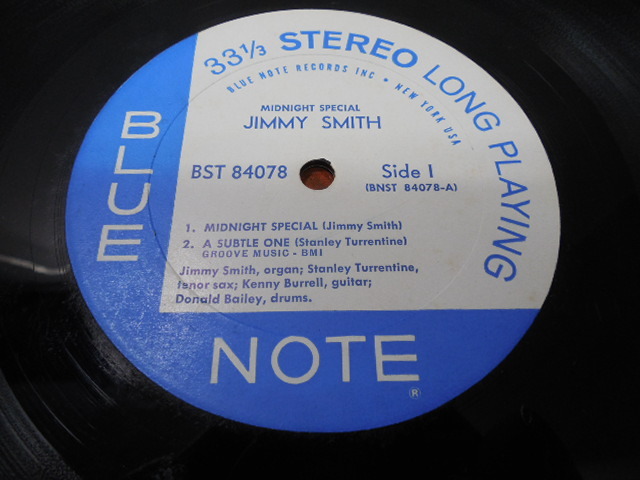 33⅓ STEREO LONG PLAYING
BLUE NOTE RECORDS INC • NEW YORK USA
MIDNIGHT SPECIAL
JIMMY SMITH
BST 84078
Side 1
(BNST 84078-A)
1. MIDNIGHT SPECIAL (Jimmy Smith)
2. A SUBTLE ONE (Stanley Turrentine)
GROOVE MUSIC - BMI
Jimmy Smith, organ; Stanley Turrentine,
tenor sax; Kenny Burrell, guitar;
Donald Bailey, drums.
BLUE
NOTE
®